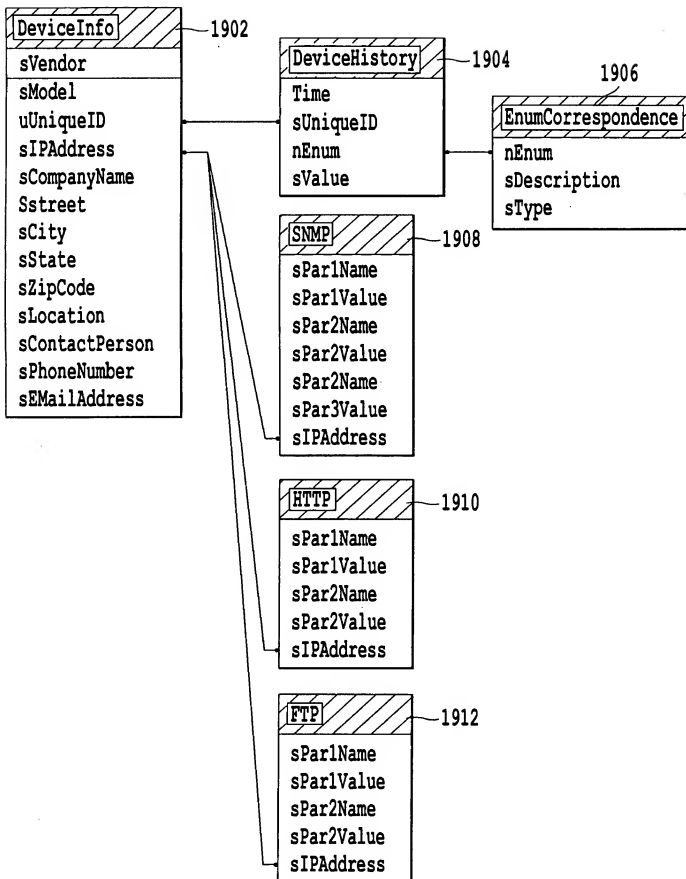 DeviceInfo
1902
sVendor
sModel
uUniqueID
sIPAddress
sCompanyName
Sstreet
sCity
sState
sZipCode
sLocation
sContactPerson
sPhoneNumber
sEMailAddress
DeviceHistory
1904
Time
sUniqueID
nEnum
sValue
1906
EnumCorrespondence
nEnum
sDescription
sType
SNMP
1908
sPar1Name
sPar1Value
sPar2Name
sPar2Value
sPar2Name
sPar3Value
sIPAddress
HTTP
1910
sPar1Name
sPar1Value
sPar2Name
sPar2Value
sIPAddress
FTP
1912
sPar1Name
sPar1Value
sPar2Name
sPar2Value
sIPAddress